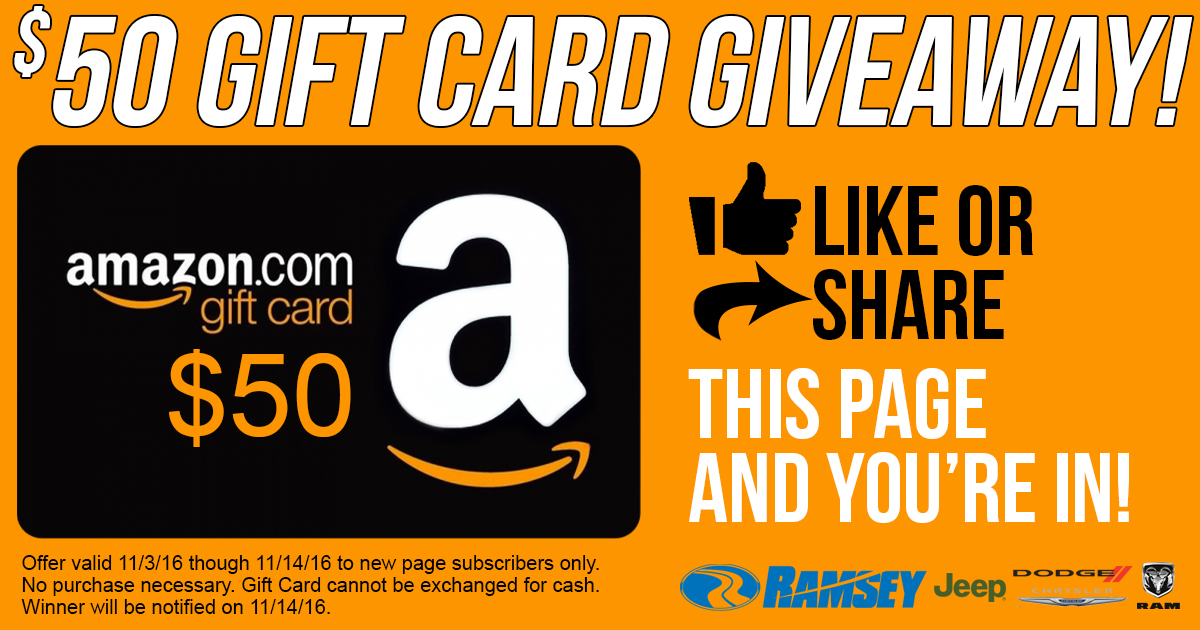 $50 GIFT CARD GIVEAWAY!
amazon.com
gift card
$50
a
LIKE OR
SHARE
THIS PAGE
AND YOU'RE IN!
Offer valid 11/3/16 though 11/14/16 to new page subscribers only.
No purchase necessary. Gift Card cannot be exchanged for cash.
Winner will be notified on 11/14/16.
RAMSEY Jeep DODGE
CHRYSLER
RAM